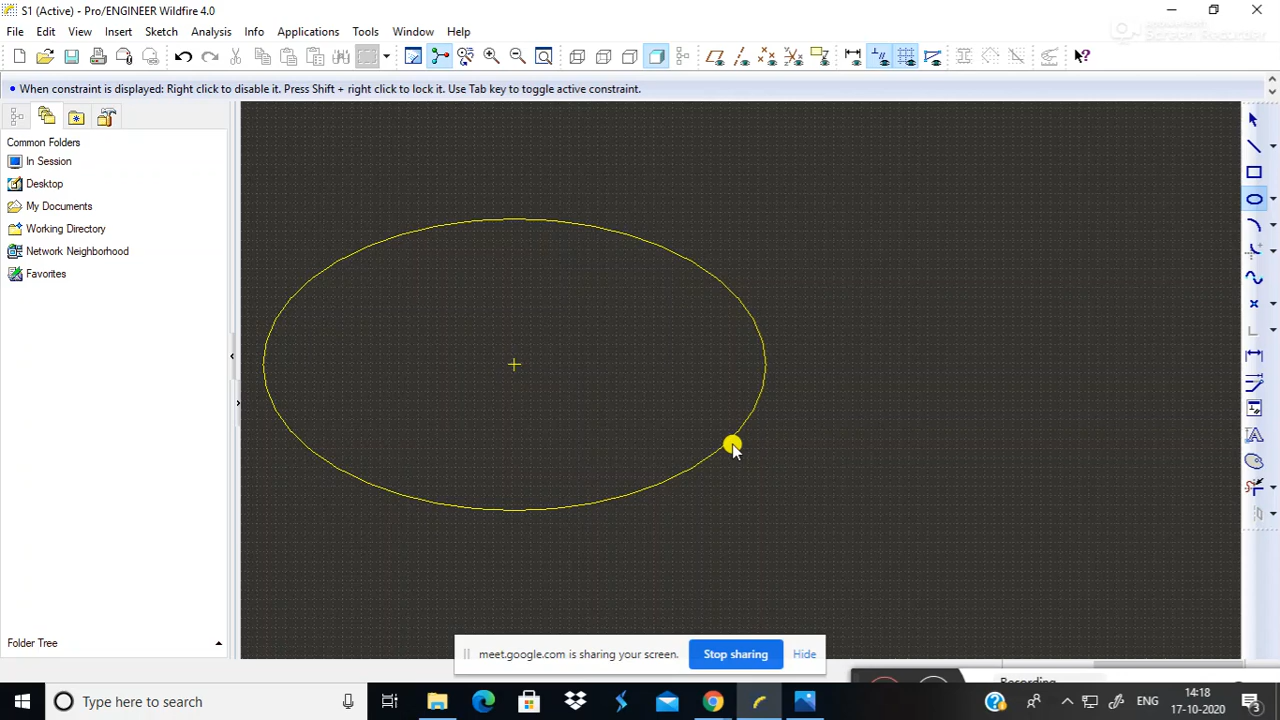 S1 (Active) - Pro/ENGINEER Wildfire 4.0
File Edit View Insert Sketch Analysis Info Applications Tools Window Help
When constraint is displayed: Right click to disable it. Press Shift + right click to lock it. Use Tab key to toggle active constraint.
Common Folders
In Session
Desktop
My Documents
Working Directory
Network Neighborhood
Favorites
Folder Tree
meet.google.com is sharing your screen. Stop sharing Hide
Type here to search
ENG
14:18
17-10-2020
3
Screen Recorder